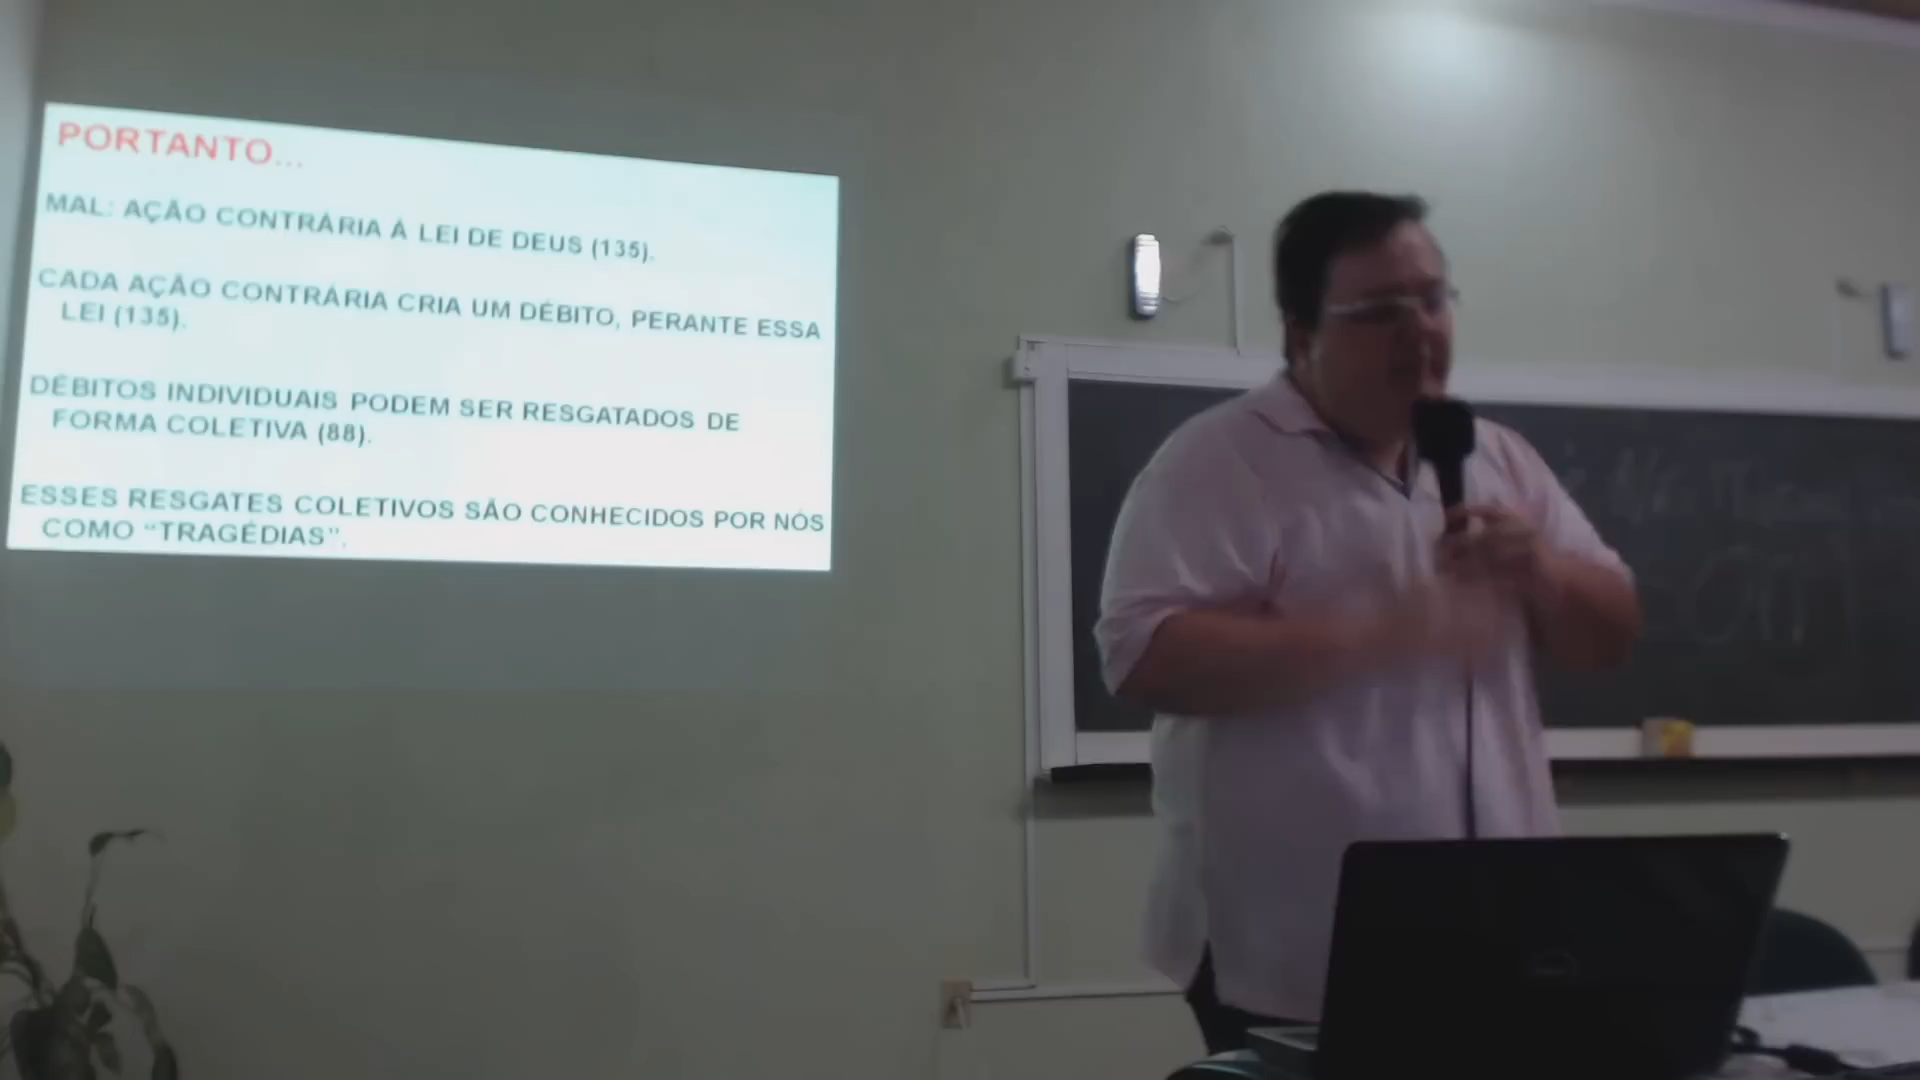 PORTANTO...
MAL: AÇÃO CONTRÁRIA À LEI DE DEUS (135).
CADA AÇÃO CONTRÁRIA CRIA UM DÉBITO, PERANTE ESSA
LEI (135).
DÉBITOS INDIVIDUAIS PODEM SER RESGATADOS DE
FORMA COLETIVA (88).
ESSES RESGATES COLETIVOS SÃO CONHECIDOS POR NÓS
COMO “TRAGÉDIAS”.